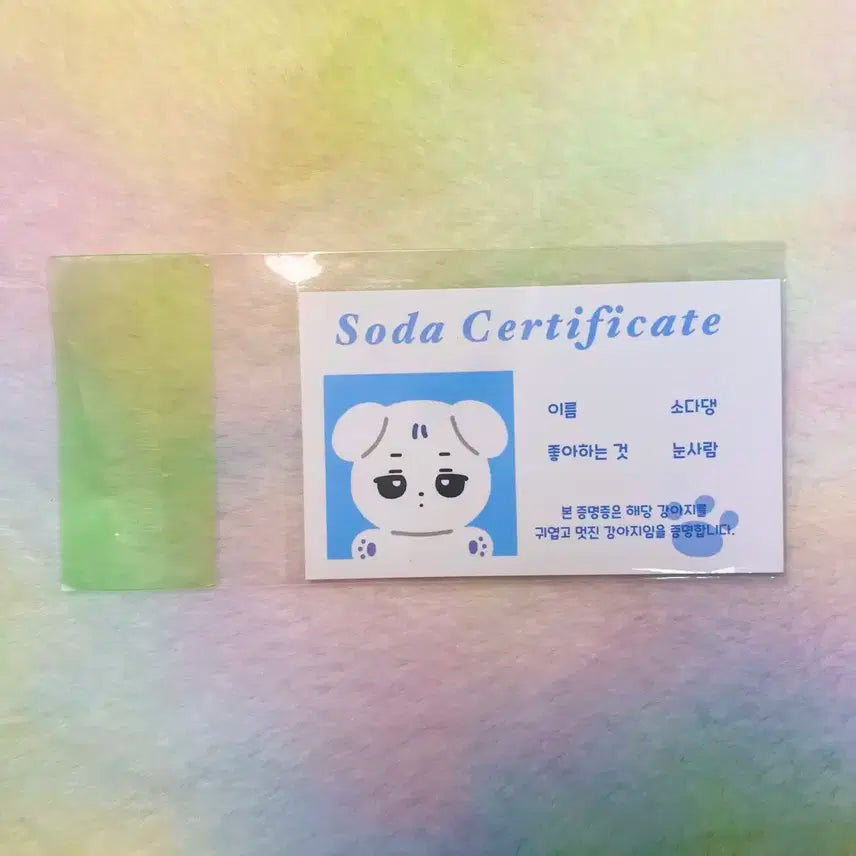 Soda Certificate
이름 소다댕
좋아하는 것 눈사람
본 증명증은 해당 강아지를
귀엽고 멋진 강아지임을 증명합니다.